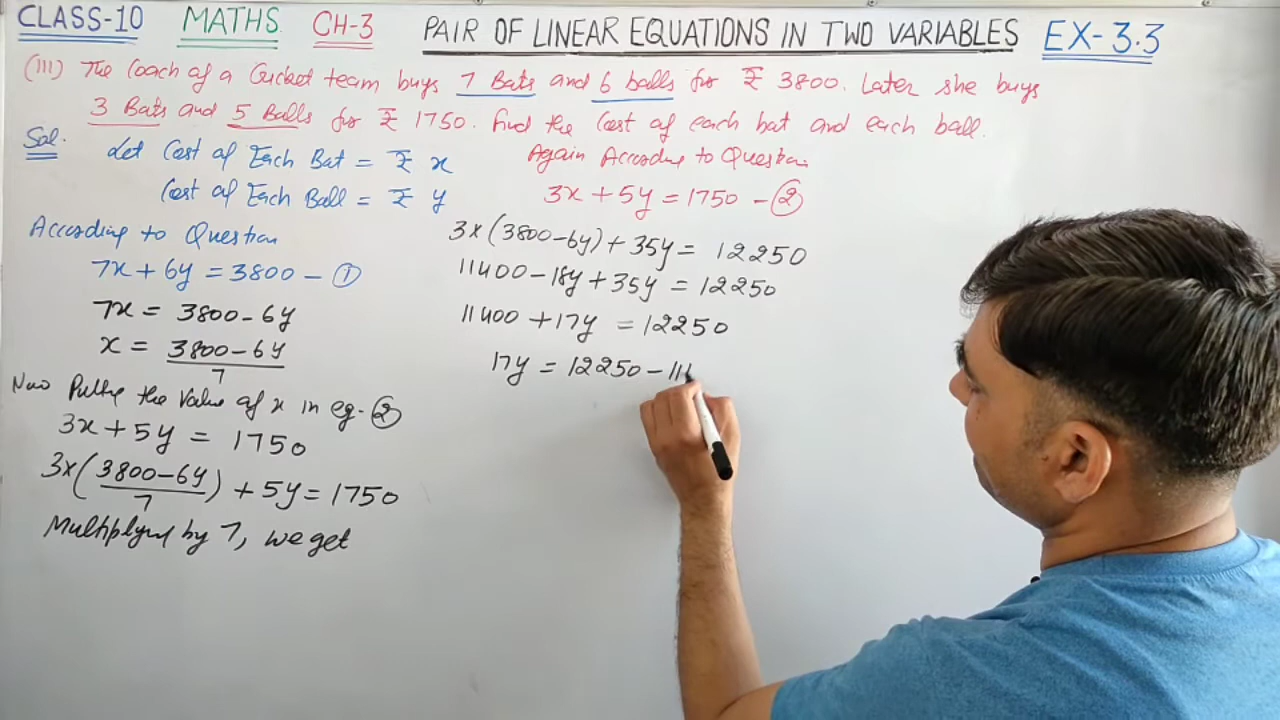 CLASS-10 MATHS CH-3 PAIR OF LINEAR EQUATIONS IN TWO VARIABLES EX-3.3
(III) The Coach of a Cricket team buys 7 Bats and 6 balls for ₹ 3800. Later she buys
3 Bats and 5 Balls for ₹ 1750. Find the Cost of each bat and each ball.
Sol. Let Cost of Each Bat = ₹ x
Cost of Each Ball = ₹ y
According to Question
7x + 6y = 3800 - ①
7x = 3800 - 6y
x = 3800 - 6y
7
Now Putting the Value of x in eq. ②
3x + 5y = 1750
3x(3800 - 6y) + 5y = 1750
7
Multiplying by 7, we get
Again According to Question
3x + 5y = 1750 - ②
3x(3800 - 6y) + 35y = 12250
11400 - 18y + 35y = 12250
11400 + 17y = 12250
17y = 12250 - 11